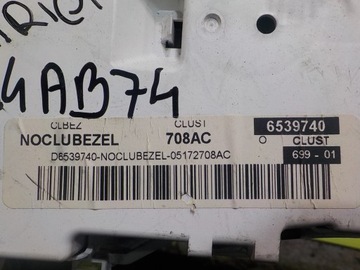 4AB74
CLBEZ CLUST 6539740
NOCLUBEZEL 708AC O CLUST
D6539740-NOCLUBEZEL-05172708AC 699 - 01